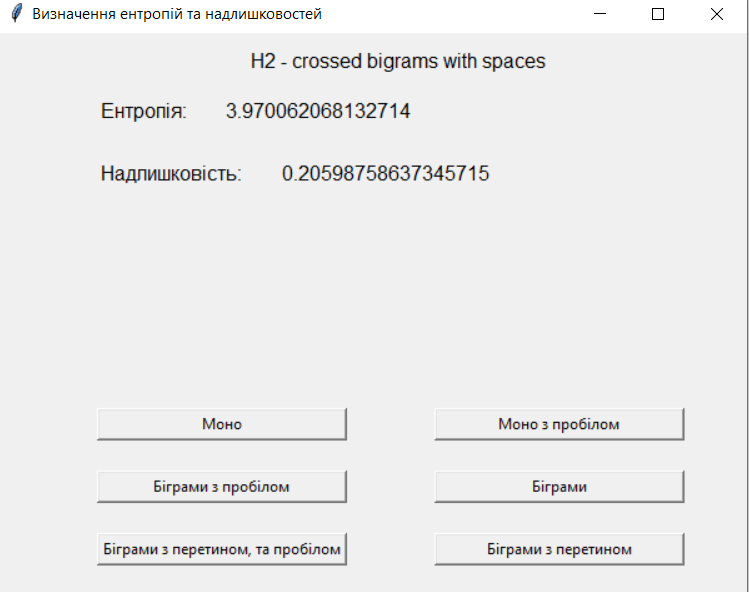 Визначення ентропій та надлишковостей
H2 - crossed bigrams with spaces
Ентропія: 3.970062068132714
Надлишковість: 0.20598758637345715
Моно
Моно з пробілом
Біграми з пробілом
Біграми
Біграми з перетином, та пробілом
Біграми з перетином